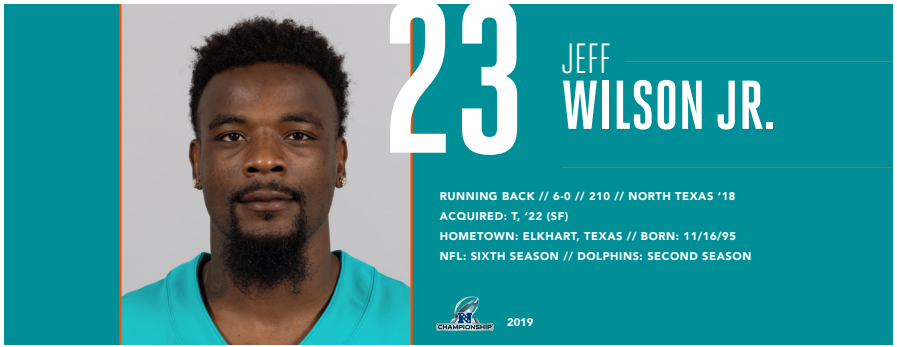 23
JEFF
WILSON JR.
RUNNING BACK // 6-0 // 210 // NORTH TEXAS ‘18
ACQUIRED: T, ‘22 (SF)
HOMETOWN: ELKHART, TEXAS // BORN: 11/16/95
NFL: SIXTH SEASON // DOLPHINS: SECOND SEASON
N
CHAMPIONSHIP
2019